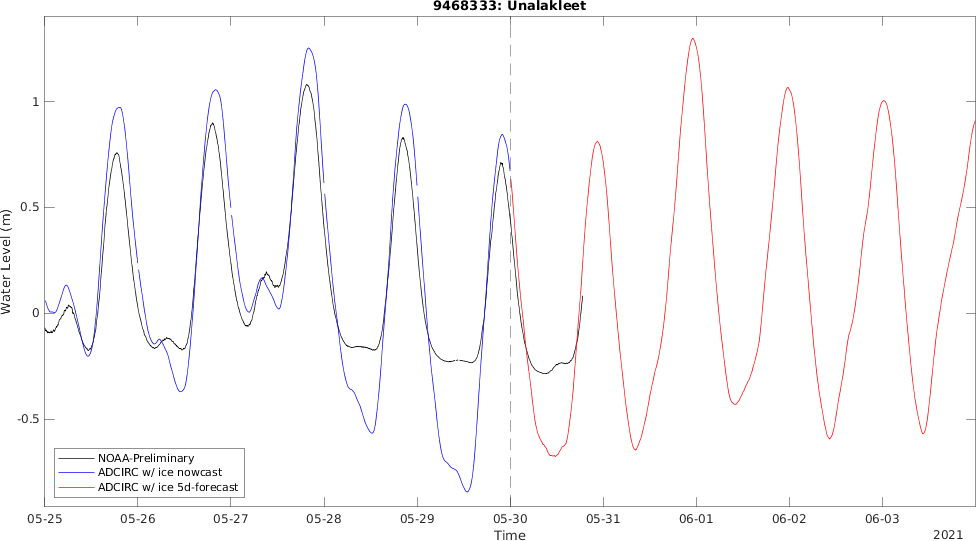 9468333: Unalakleet
Water Level (m)
1
0.5
0
-0.5
NOAA-Preliminary
ADCIRC w/ ice nowcast
ADCIRC w/ ice 5d-forecast
05-25 05-26 05-27 05-28 05-29 05-30 05-31 06-01 06-02 06-03
Time
2021